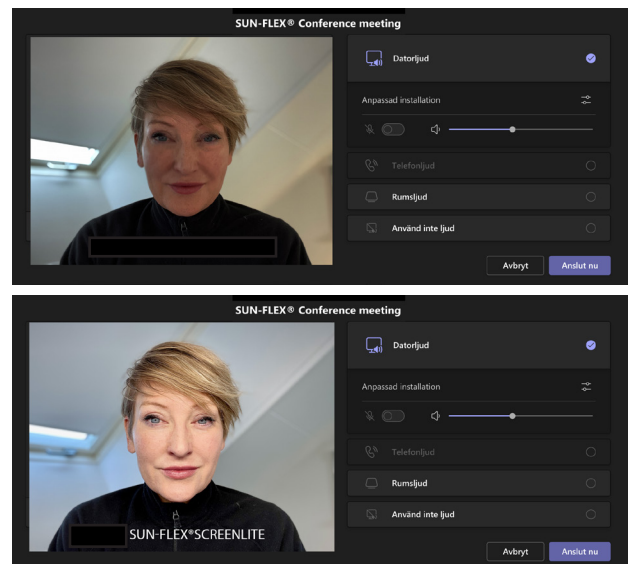 SUN-FLEX® Conference meeting
Datorljud
Anpassad installation
Telefonljud
Rumsljud
Använd inte ljud
Avbryt
Anslut nu
SUN-FLEX® Conference meeting
Datorljud
Anpassad installation
Telefonljud
Rumsljud
Använd inte ljud
SUN-FLEX®SCREENLITE
Avbryt
Anslut nu